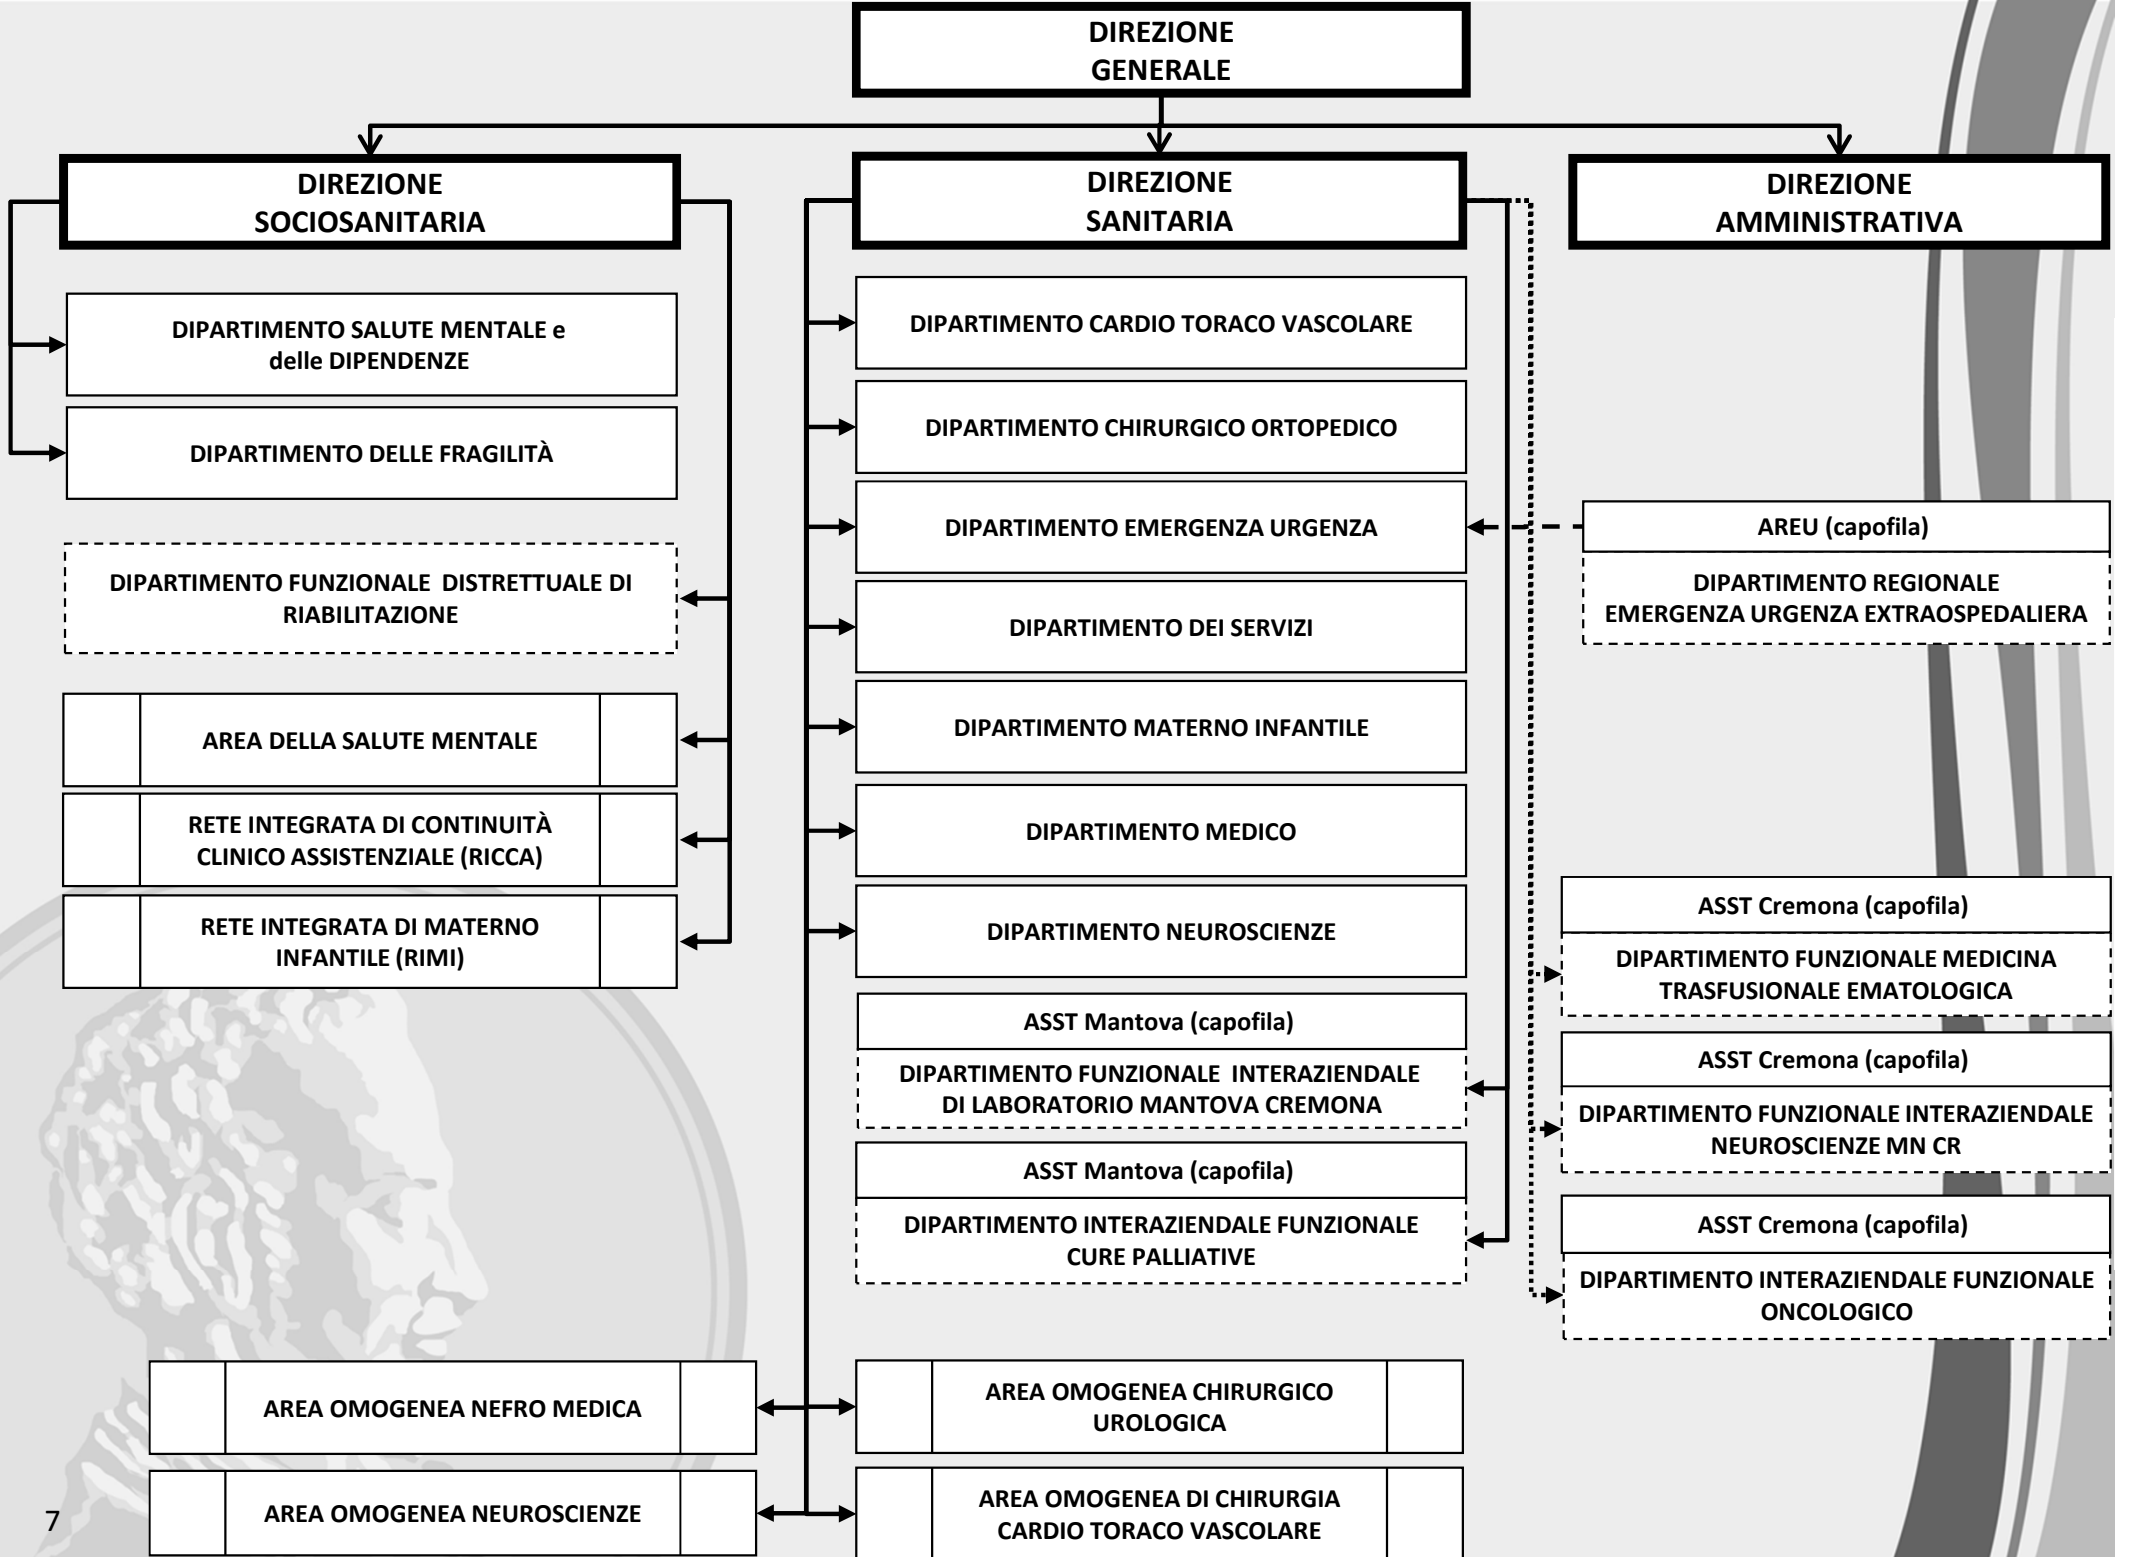 DIREZIONE
GENERALE
DIREZIONE
SOCIOSANITARIA
DIREZIONE
SANITARIA
DIREZIONE
AMMINISTRATIVA
DIPARTIMENTO SALUTE MENTALE e
delle DIPENDENZE
DIPARTIMENTO DELLE FRAGILITÀ
DIPARTIMENTO FUNZIONALE DISTRETTUALE DI
RIABILITAZIONE
AREA DELLA SALUTE MENTALE
RETE INTEGRATA DI CONTINUITÀ
CLINICO ASSISTENZIALE (RICCA)
RETE INTEGRATA DI MATERNO
INFANTILE (RIMI)
DIPARTIMENTO CARDIO TORACO VASCOLARE
DIPARTIMENTO CHIRURGICO ORTOPEDICO
DIPARTIMENTO EMERGENZA URGENZA
DIPARTIMENTO DEI SERVIZI
DIPARTIMENTO MATERNO INFANTILE
DIPARTIMENTO MEDICO
DIPARTIMENTO NEUROSCIENZE
ASST Mantova (capofila)
DIPARTIMENTO FUNZIONALE INTERAZIENDALE
DI LABORATORIO MANTOVA CREMONA
ASST Mantova (capofila)
DIPARTIMENTO INTERAZIENDALE FUNZIONALE
CURE PALLIATIVE
AREU (capofila)
DIPARTIMENTO REGIONALE
EMERGENZA URGENZA EXTRAOSPEDALIERA
ASST Cremona (capofila)
DIPARTIMENTO FUNZIONALE MEDICINA
TRASFUSIONALE EMATOLOGICA
ASST Cremona (capofila)
DIPARTIMENTO FUNZIONALE INTERAZIENDALE
NEUROSCIENZE MN CR
ASST Cremona (capofila)
DIPARTIMENTO INTERAZIENDALE FUNZIONALE
ONCOLOGICO
AREA OMOGENEA NEFRO MEDICA
AREA OMOGENEA CHIRURGICO
UROLOGICA
AREA OMOGENEA NEUROSCIENZE
AREA OMOGENEA DI CHIRURGIA
CARDIO TORACO VASCOLARE
7